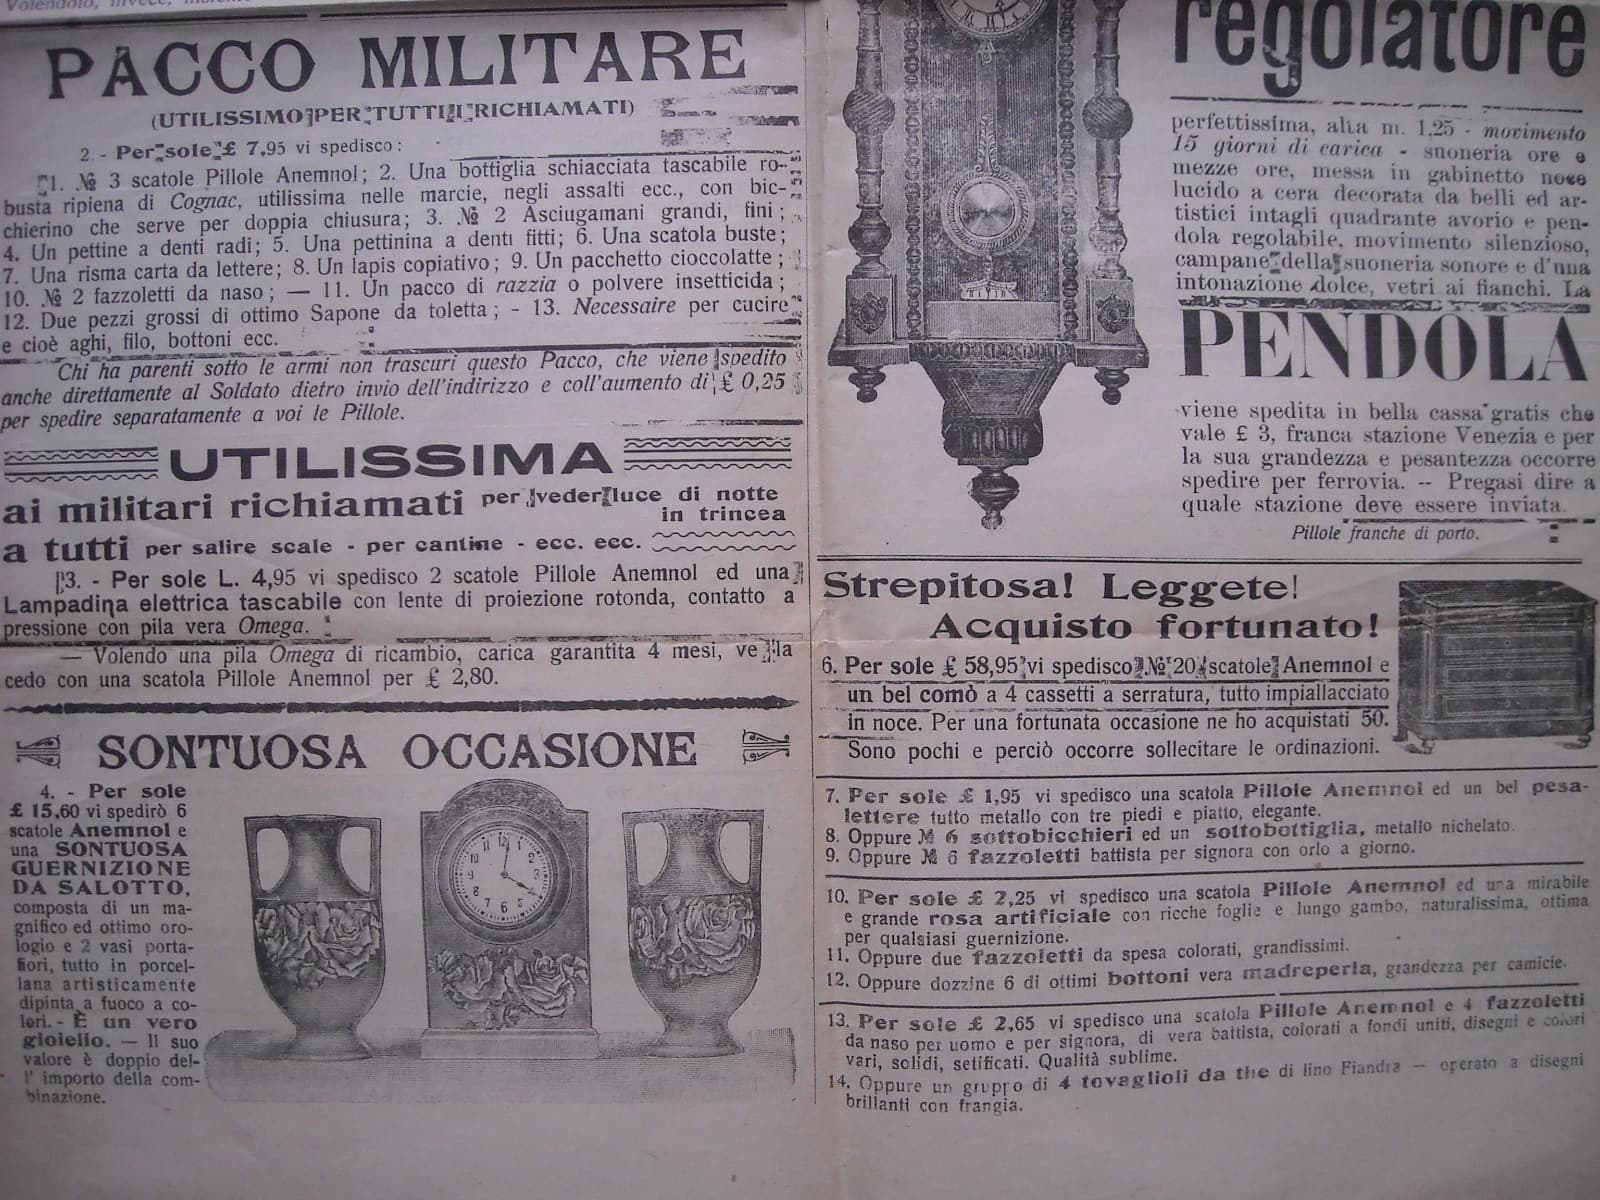 Volendolo, invece,
PACCO MILITARE
(UTILISSIMO PER TUTTI I RICHIAMATI)
2. - Per sole £ 7,95 vi spedisco:
1. № 3 scatole Pillole Anemnol; 2. Una bottiglia schiacciata tascabile ro-
busta ripiena di Cognac, utilissima nelle marcie, negli assalti ecc., con bic-
chierino che serve per doppia chiusura; 3. № 2 Asciugamani grandi, fini;
4. Un pettine a denti radi; 5. Una pettinina a denti fitti; 6. Una scatola buste;
7. Una risma carta da lettere; 8. Un lapis copiativo; 9. Un pacchetto cioccolatte;
10. № 2 fazzoletti da naso; — 11. Un pacco di razzia o polvere insetticida;
12. Due pezzi grossi di ottimo Sapone da toletta; - 13. Necessaire per cucire
e cioè aghi, filo, bottoni ecc.
Chi ha parenti sotto le armi non trascuri questo Pacco, che viene spedito
anche direttamente al Soldato dietro invio dell'indirizzo e coll'aumento di £ 0,25
per spedire separatamente a voi le Pillole.
UTILISSIMA
ai militari richiamati per veder luce di notte
in trincea
a tutti per salire scale - per cantine - ecc. ecc.
3. - Per sole L. 4,95 vi spedisco 2 scatole Pillole Anemnol ed una
Lampadina elettrica tascabile con lente di proiezione rotonda, contatto a
pressione con pila vera Omega.
— Volendo una pila Omega di ricambio, carica garantita 4 mesi, ve la
cedo con una scatola Pillole Anemnol per £ 2,80.
SONTUOSA OCCASIONE
4. - Per sole
£ 15,60 vi spedirò 6
scatole Anemnol e
una SONTUOSA
GUERNIZIONE
DA SALOTTO,
composta di un ma-
gnifico ed ottimo oro-
logio e 2 vasi porta-
fiori, tutto in porcel-
lana artisticamente
dipinta a fuoco a co-
lori. - È un vero
gioiello. — Il suo
valore è doppio del-
l' importo della com-
binazione.
regolatore
perfettissima, alta m. 1,25 - movimento
15 giorni di carica - suoneria ore e
mezze ore, messa in gabinetto noce
lucido a cera decorata da belli ed ar-
tistici intagli quadrante avorio e pen-
dola regolabile, movimento silenzioso,
campane della suoneria sonore e d'una
intonazione dolce, vetri ai fianchi. La
PENDOLA
viene spedita in bella cassa gratis che
vale £ 3, franca stazione Venezia e per
la sua grandezza e pesantezza occorre
spedire per ferrovia. -- Pregasi dire a
quale stazione deve essere inviata.
Pillole franche di porto.
Strepitosa! Leggete!
Acquisto fortunato!
6. Per sole £ 58,95 vi spedisco № 20 scatole Anemnol e
un bel comò a 4 cassetti a serratura, tutto impiallacciato
in noce. Per una fortunata occasione ne ho acquistati 50.
Sono pochi e perciò occorre sollecitare le ordinazioni.
7. Per sole £ 1,95 vi spedisco una scatola Pillole Anemnol ed un bel pesa-
lettere tutto metallo con tre piedi e piatto, elegante.
8. Oppure № 6 sottobicchieri ed un sottobottiglia, metallo nichelato.
9. Oppure № 6 fazzoletti battista per signora con orlo a giorno.
10. Per sole £ 2,25 vi spedisco una scatola Pillole Anemnol ed una mirabile
e grande rosa artificiale con ricche foglie e lungo gambo, naturalissima, ottima
per qualsiasi guernizione.
11. Oppure due fazzoletti da spesa colorati, grandissimi.
12. Oppure dozzine 6 di ottimi bottoni vera madreperla, grandezza per camicie.
13. Per sole £ 2,65 vi spedisco una scatola Pillole Anemnol e 4 fazzoletti
da naso per uomo e per signora, di vera battista, colorati a fondi uniti, disegni e colori
vari, solidi, setificati. Qualità sublime.
14. Oppure un gruppo di 4 tovaglioli da the di lino Fiandra — operato a disegni
brillanti con frangia.